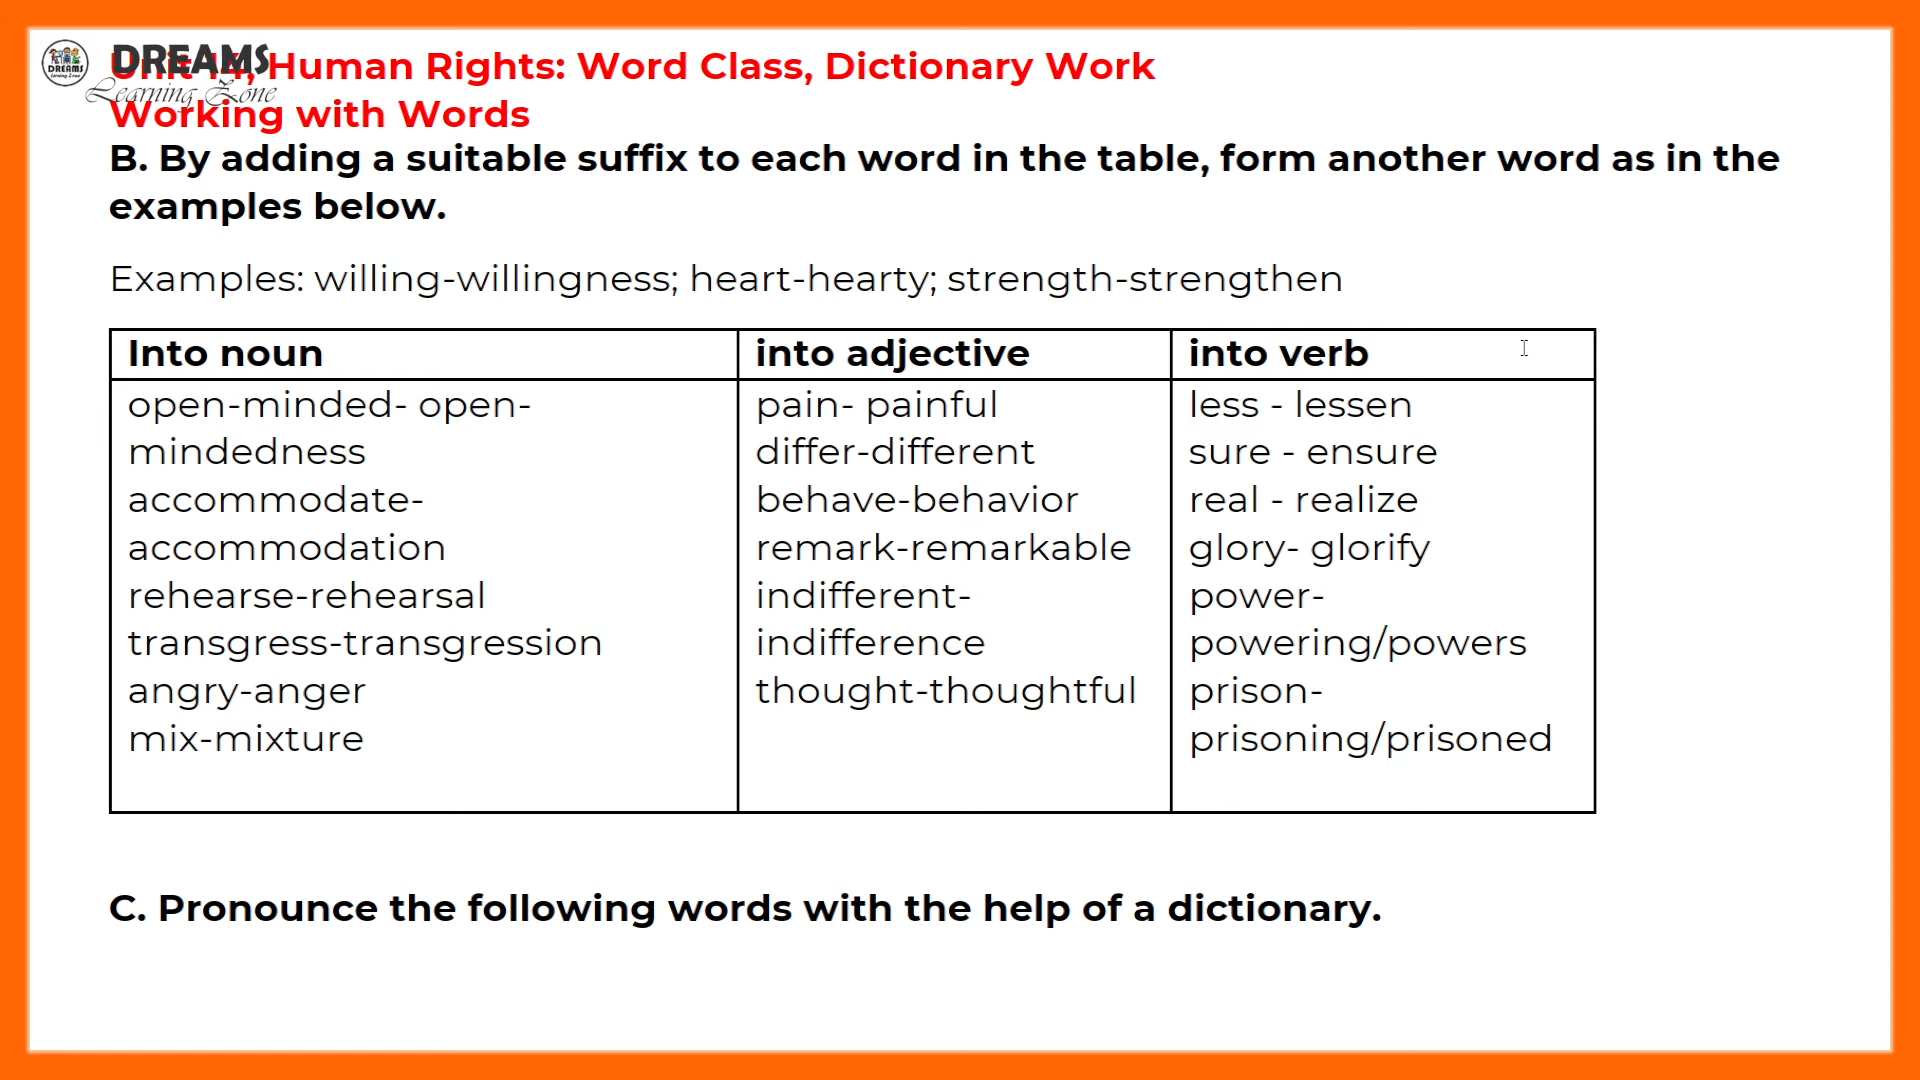 DREAMS
Learning Zone
Unit 14, Human Rights: Word Class, Dictionary Work
Working with Words
B. By adding a suitable suffix to each word in the table, form another word as in the
examples below.
Examples: willing-willingness; heart-hearty; strength-strengthen
Into noun
open-minded- open-
mindedness
accommodate-
accommodation
rehearse-rehearsal
transgress-transgression
angry-anger
mix-mixture
into adjective
pain- painful
differ-different
behave-behavior
remark-remarkable
indifferent-
indifference
thought-thoughtful
into verb
less - lessen
sure - ensure
real - realize
glory- glorify
power-
powering/powers
prison-
prisoning/prisoned
C. Pronounce the following words with the help of a dictionary.